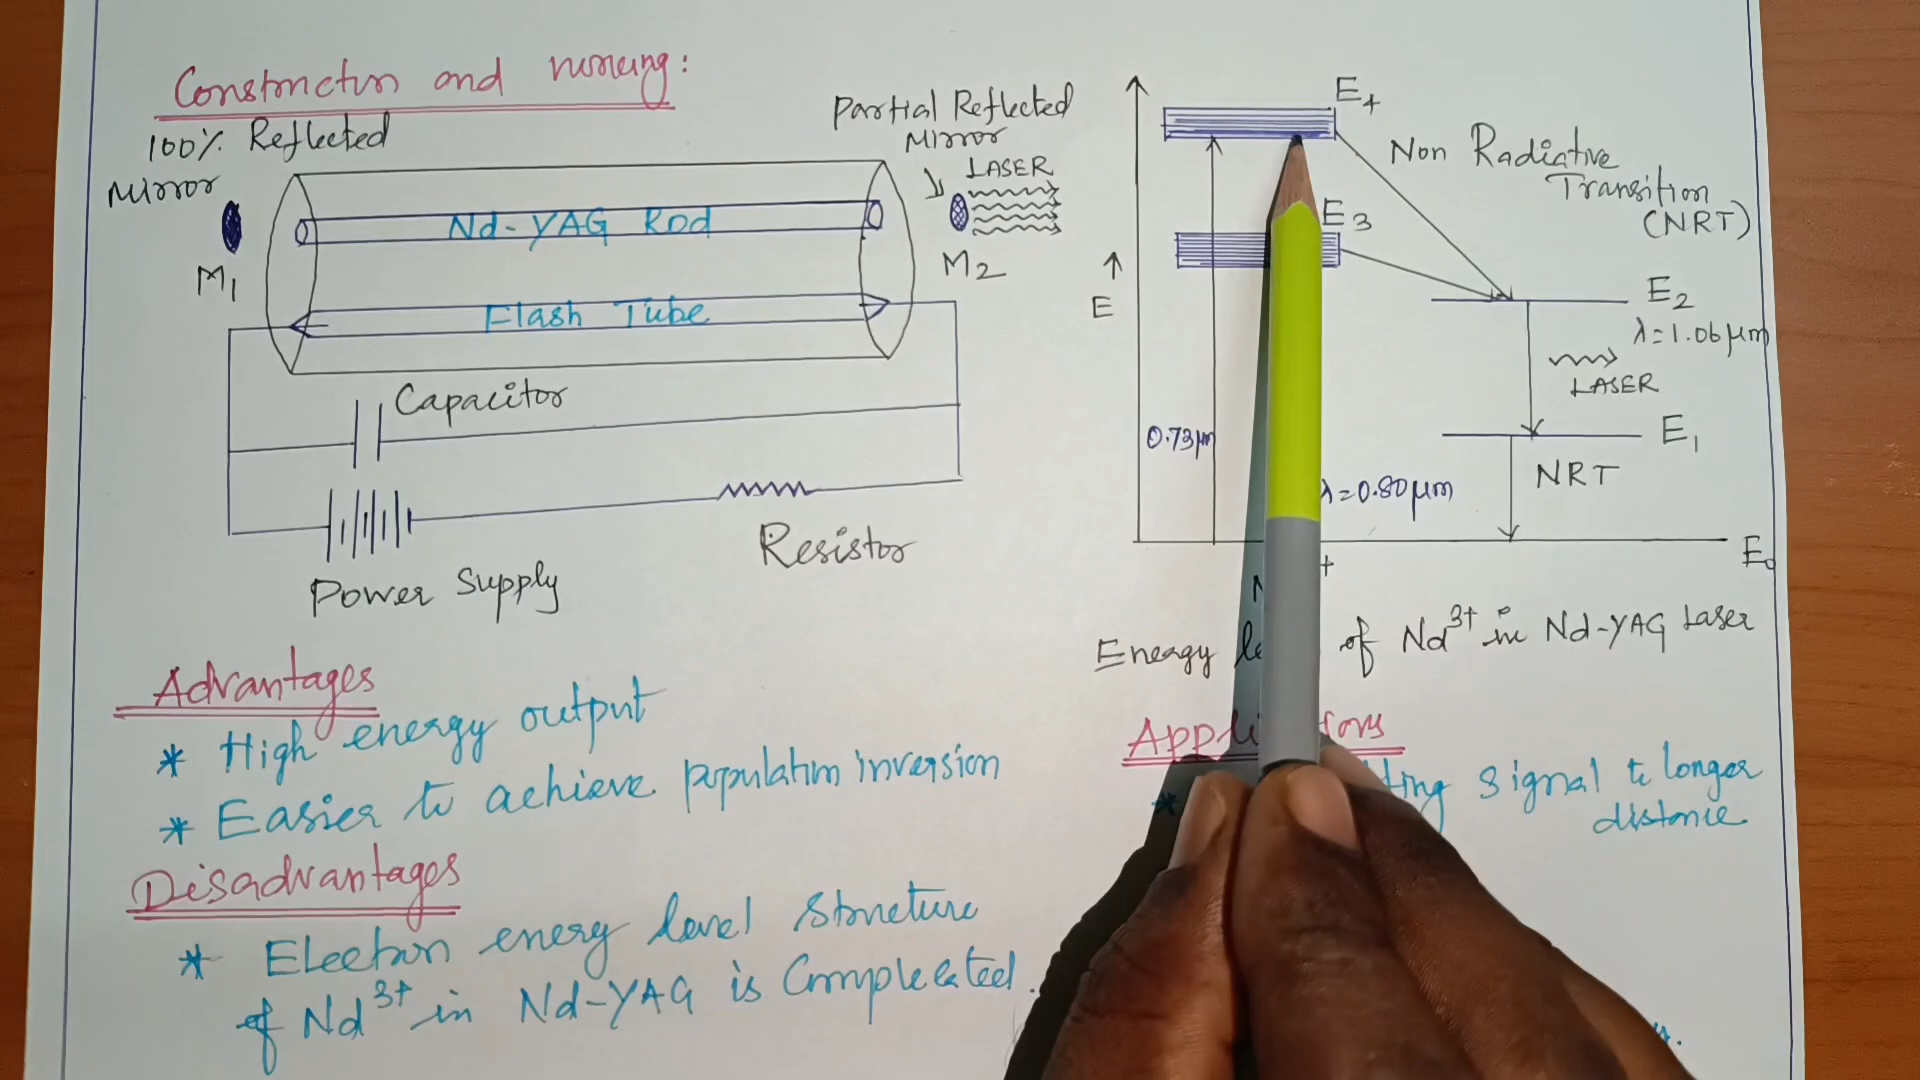 Construction and working:
100% Reflected
Mirror
M1
Nd-YAG Rod
Flash Tube
Partial Reflected
Mirror
LASER
M2
Capacitor
Power Supply
Resistor
E4
Non Radiative
Transition
(NRT)
E3
E
E2
λ=1.06μm
LASER
E1
0.73μm
λ=0.80μm
NRT
E0
Energy of Nd3+ in Nd-YAG Laser
Advantages
* High energy output
* Easier to achieve population inversion
Disadvantages
* Electron energy level structure
of Nd3+ in Nd-YAG is
Signal to longer
distance